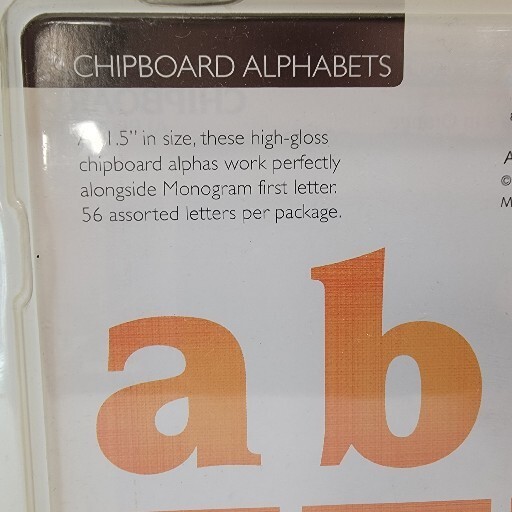 CHIPBOARD ALPHABETS
1.5" in size, these high-gloss
chipboard alphas work perfectly
alongside Monogram first letter.
56 assorted letters per package.
a b